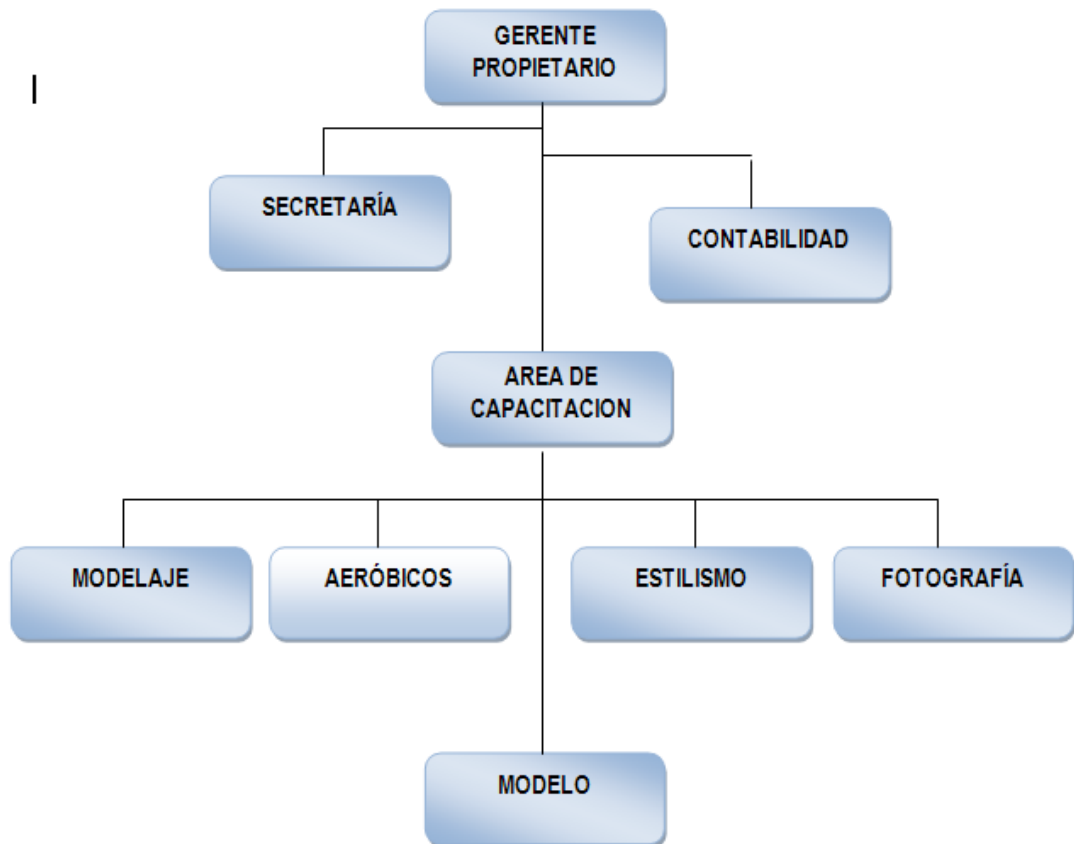 GERENTE
PROPIETARIO
SECRETARÍA
CONTABILIDAD
AREA DE
CAPACITACION
MODELAJE
AERÓBICOS
ESTILISMO
FOTOGRAFÍA
MODELO